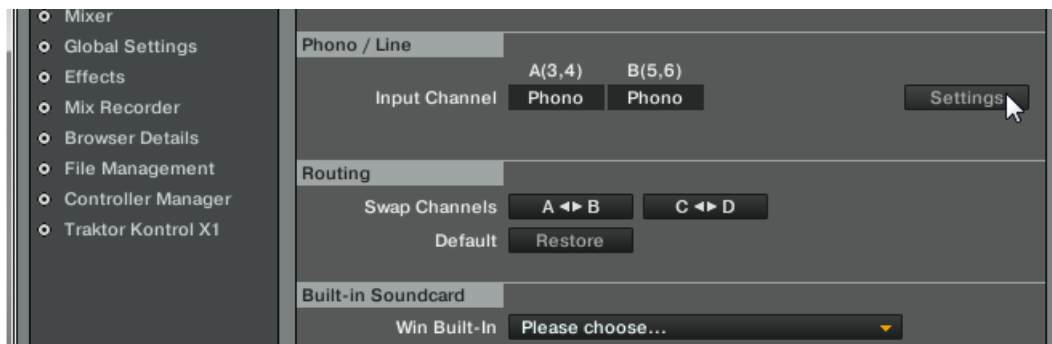 Mixer
Global Settings
Effects
Mix Recorder
Browser Details
File Management
Controller Manager
Traktor Kontrol X1
Phono / Line
A(3,4) B(5,6)
Input Channel Phono Phono Settings
Routing
Swap Channels A ◂▸ B C ◂▸ D
Default Restore
Built-in Soundcard
Win Built-In Please choose...